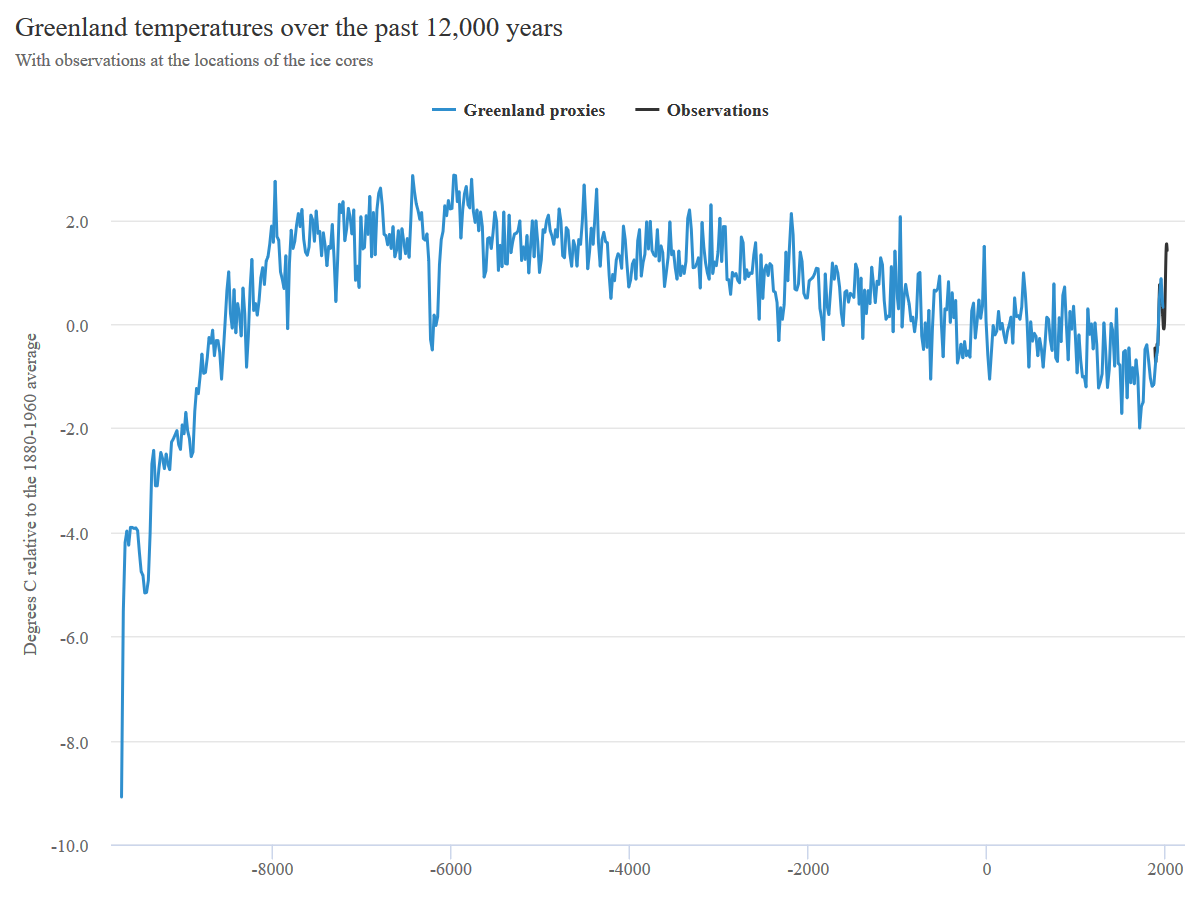 Greenland temperatures over the past 12,000 years
With observations at the locations of the ice cores
Greenland proxies
Observations
Degrees C relative to the 1880-1960 average
2.0
0.0
-2.0
-4.0
-6.0
-8.0
-10.0
-8000
-6000
-4000
-2000
0
2000